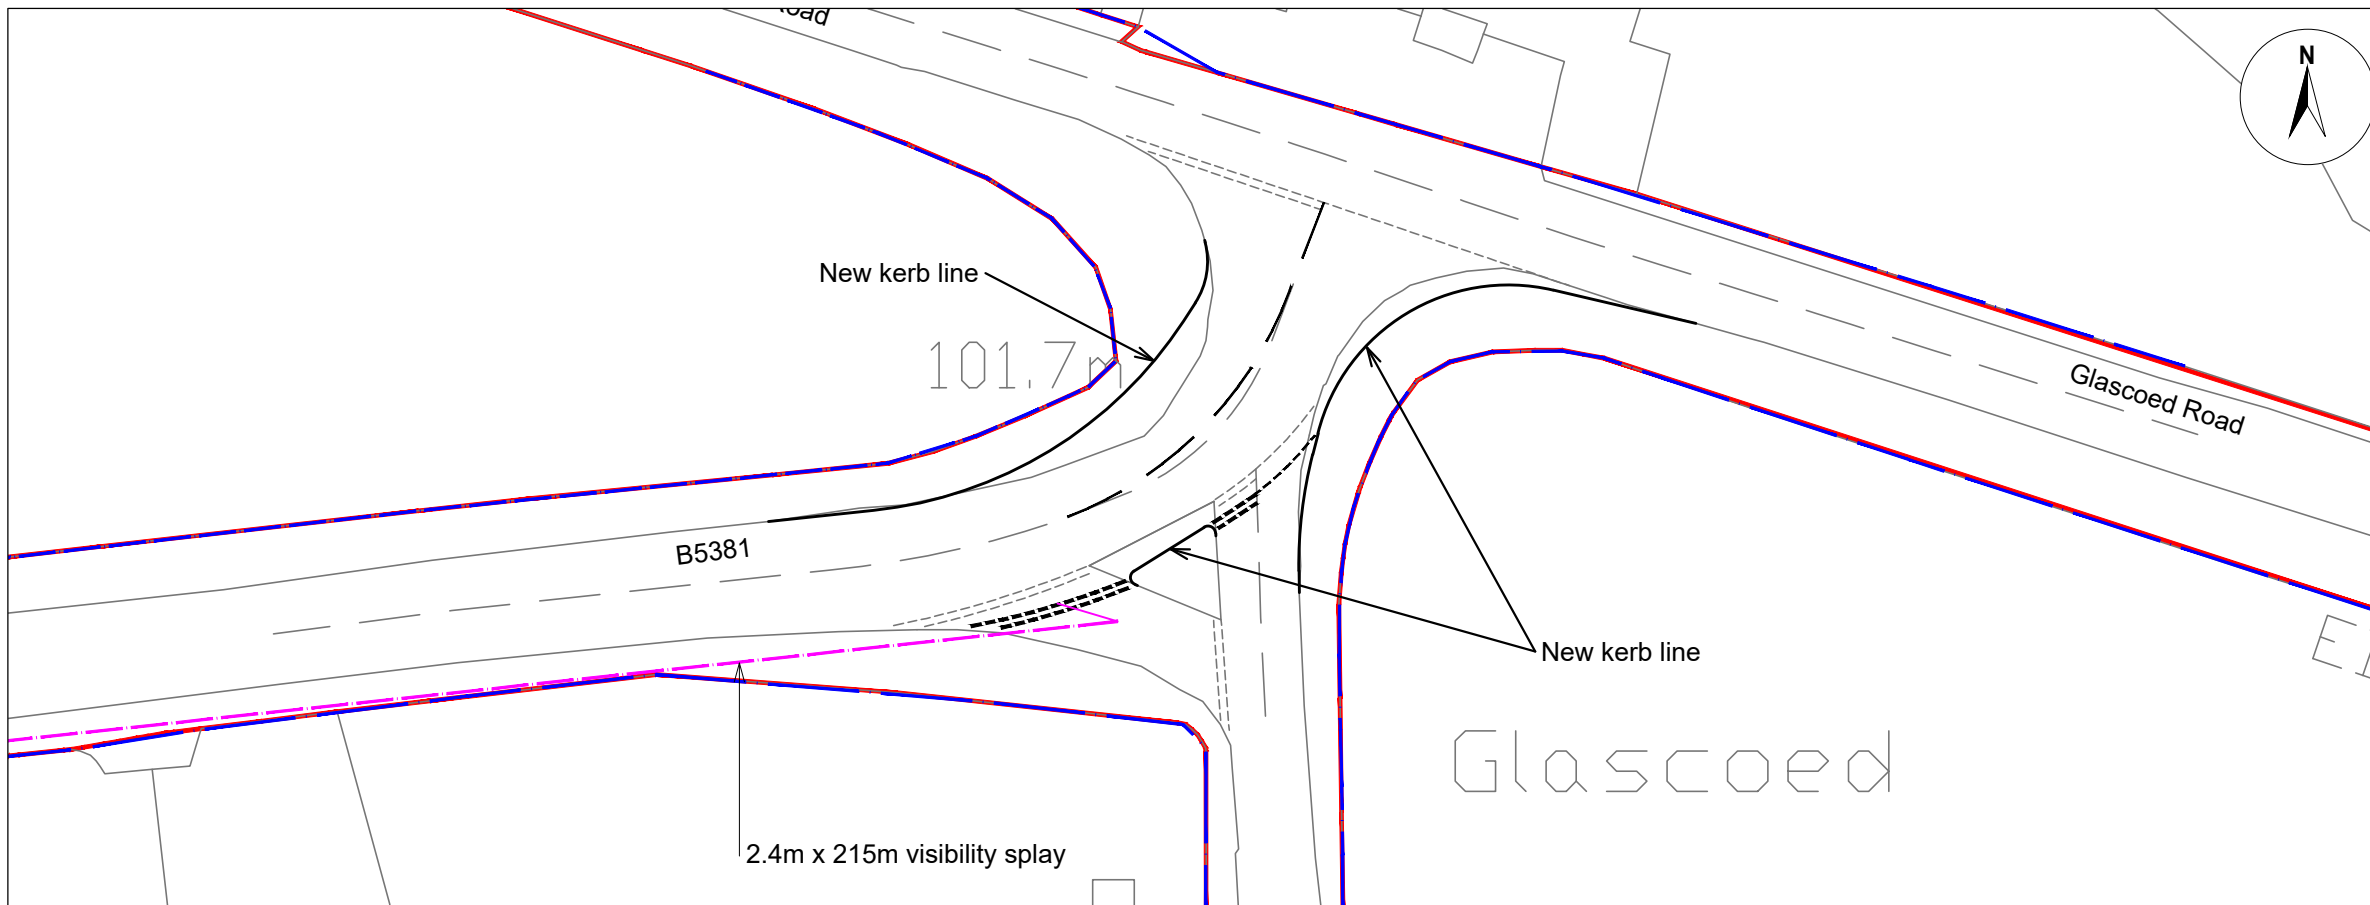 N
New kerb line
101.7m
Glascoed Road
B5381
New kerb line
Glascoed
2.4m x 215m visibility splay